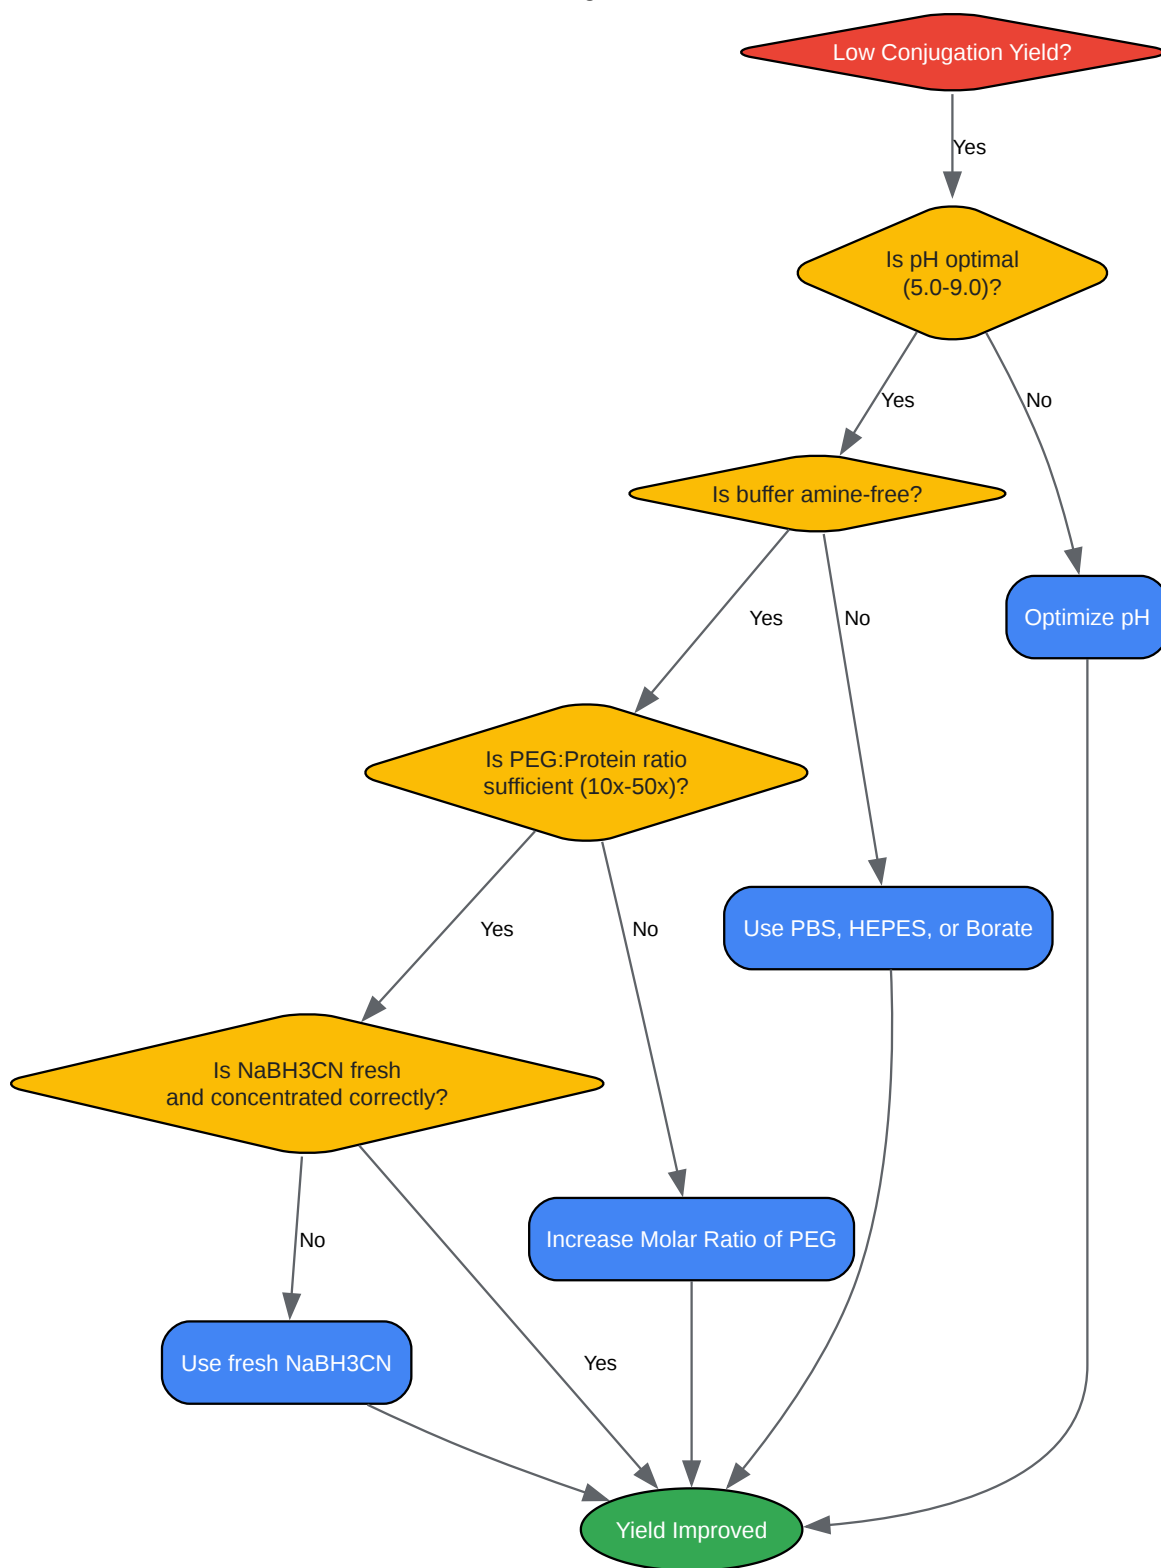 Low Conjugation Yield?
Yes
Is pH optimal
(5.0-9.0)?
Yes
No
Is buffer amine-free?
Yes
No
Optimize pH
Is PEG:Protein ratio
sufficient (10x-50x)?
Yes
No
Use PBS, HEPES, or Borate
Is NaBH3CN fresh
and concentrated correctly?
No
Yes
Increase Molar Ratio of PEG
Use fresh NaBH3CN
Yield Improved